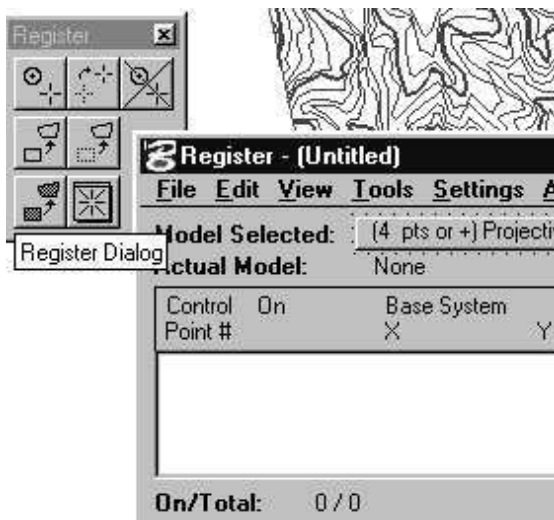 Register
Register - (Untitled)
File Edit View Tools Settings A
Model Selected: (4 pts or +) Projectiv
Register Dialog
Actual Model: None
Control On Base System
Point # X Y
On/Total: 0 / 0